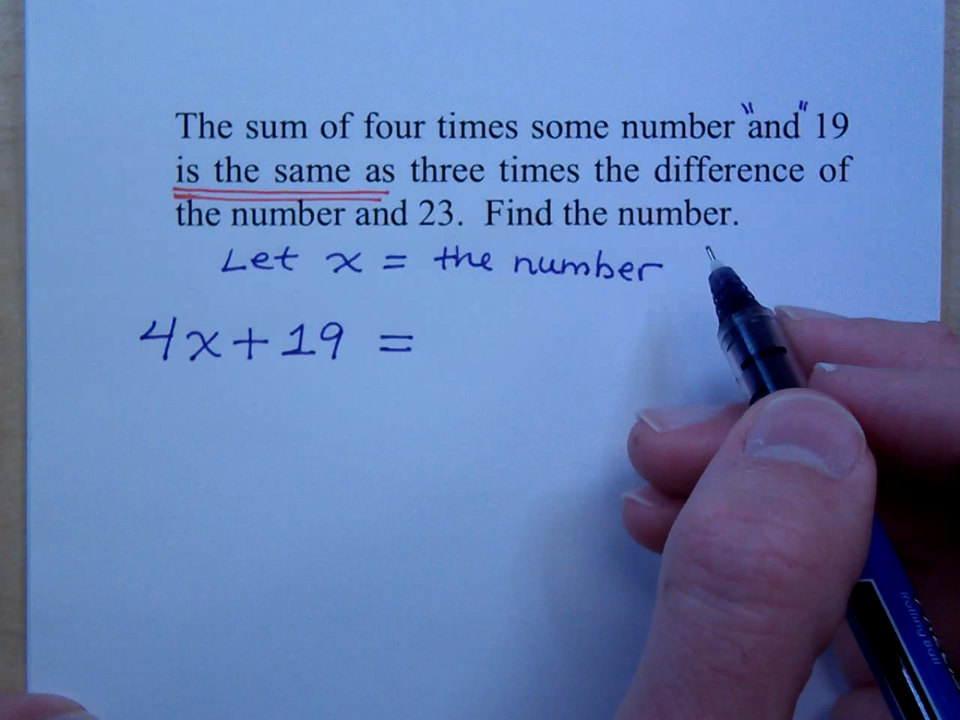 The sum of four times some number "and" 19
is the same as three times the difference of
the number and 23. Find the number.
Let x = the number
4x+19 =